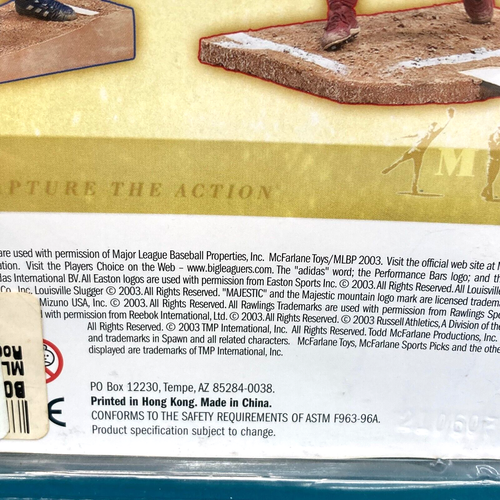 CAPTURE THE ACTION
M
are used with permission of Major League Baseball Properties, Inc. McFarlane Toys/MLBP 2003. Visit the official web site at
ation. Visit the Players Choice on the Web – www.bigleaguers.com. The "adidas" word; the Performance Bars logo; and th
das International BV. All Easton logos are used with permission from Easton Sports Inc. © 2003. All Rights Reserved. All Louisville
Co., Inc. Louisville Slugger © 2003. All Rights Reserved. "MAJESTIC" and the Majestic mountain logo mark are licensed tradem
Mizuno USA, Inc. © 2003. All Rights Reserved. All Rawlings Trademarks are used with permission from Rawlings Spo
with permission from Reebok International, Ltd. © 2003. All Rights Reserved. © 2003 Russell Athletics, A Division of the
All Rights Reserved. © 2003 TMP International, Inc. All Rights Reserved. Todd McFarlane Productions, Inc.
and trademarks in Spawn and all related characters. McFarlane Toys, McFarlane Sports Picks and the other
displayed are trademarks of TMP International, Inc.
BO
ML
Roo
CE
PO Box 12230, Tempe, AZ 85284-0038.
Printed in Hong Kong. Made in China.
CONFORMS TO THE SAFETY REQUIREMENTS OF ASTM F963-96A.
Product specification subject to change.